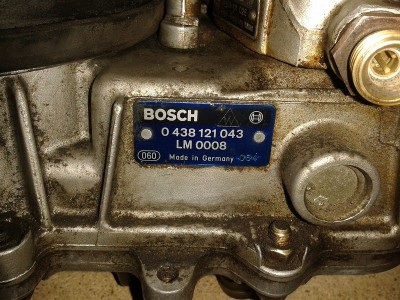 BOSCH
0 438 121 043
LM 0008
060 Made in Germany